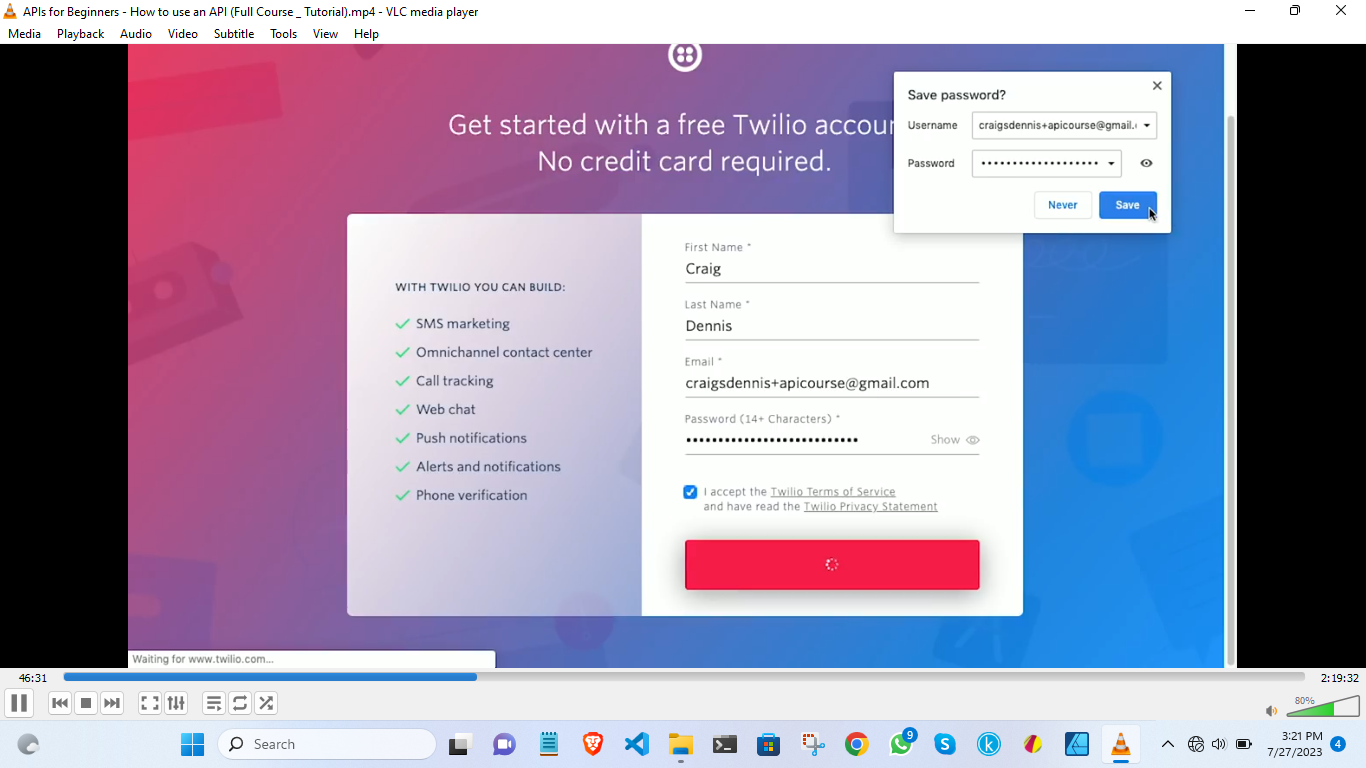 APIs for Beginners - How to use an API (Full Course _ Tutorial).mp4 - VLC media player
Media Playback Audio Video Subtitle Tools View Help
Get started with a free Twilio accou
No credit card required.
Save password?
Username craigsdennis+apicourse@gmail.
Password ••••••••••••••••••••
Never Save
WITH TWILIO YOU CAN BUILD:
SMS marketing
Omnichannel contact center
Call tracking
Web chat
Push notifications
Alerts and notifications
Phone verification
First Name *
Craig
Last Name *
Dennis
Email *
craigsdennis+apicourse@gmail.com
Password (14+ Characters) *
•••••••••••••••••••••••••••• Show
I accept the Twilio Terms of Service
and have read the Twilio Privacy Statement
Waiting for www.twilio.com...
46:31 2:19:32
80%
Search
9
3:21 PM
7/27/2023
4